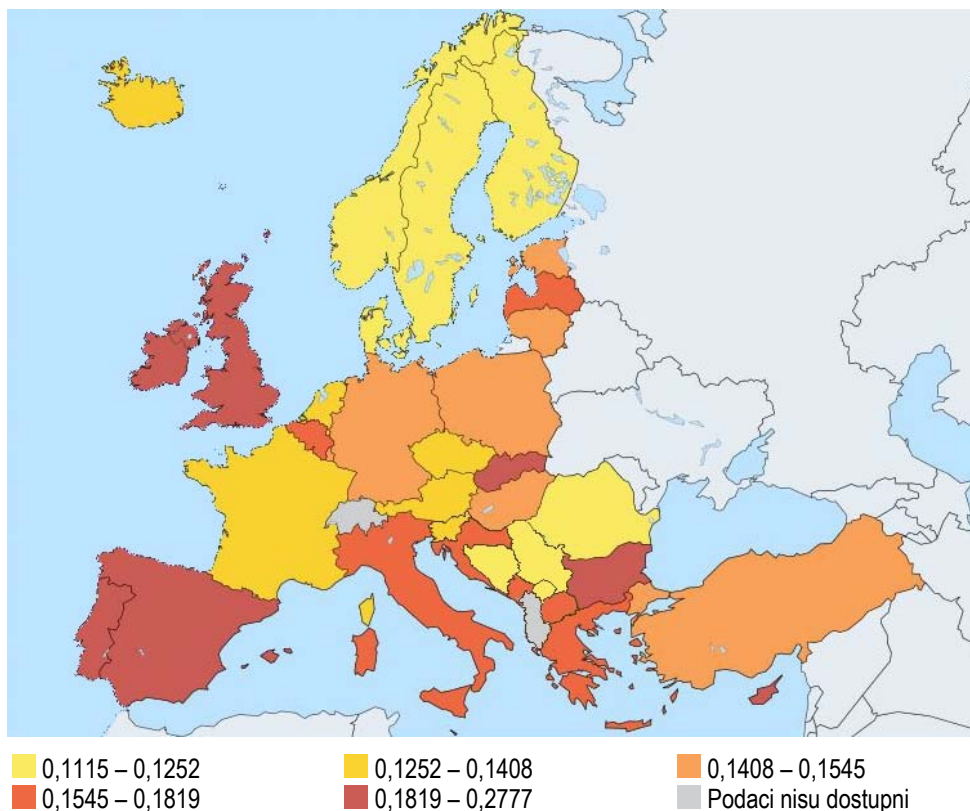 0,1115 – 0,1252 0,1252 – 0,1408 0,1408 – 0,1545
0,1545 – 0,1819 0,1819 – 0,2777 Podaci nisu dostupni